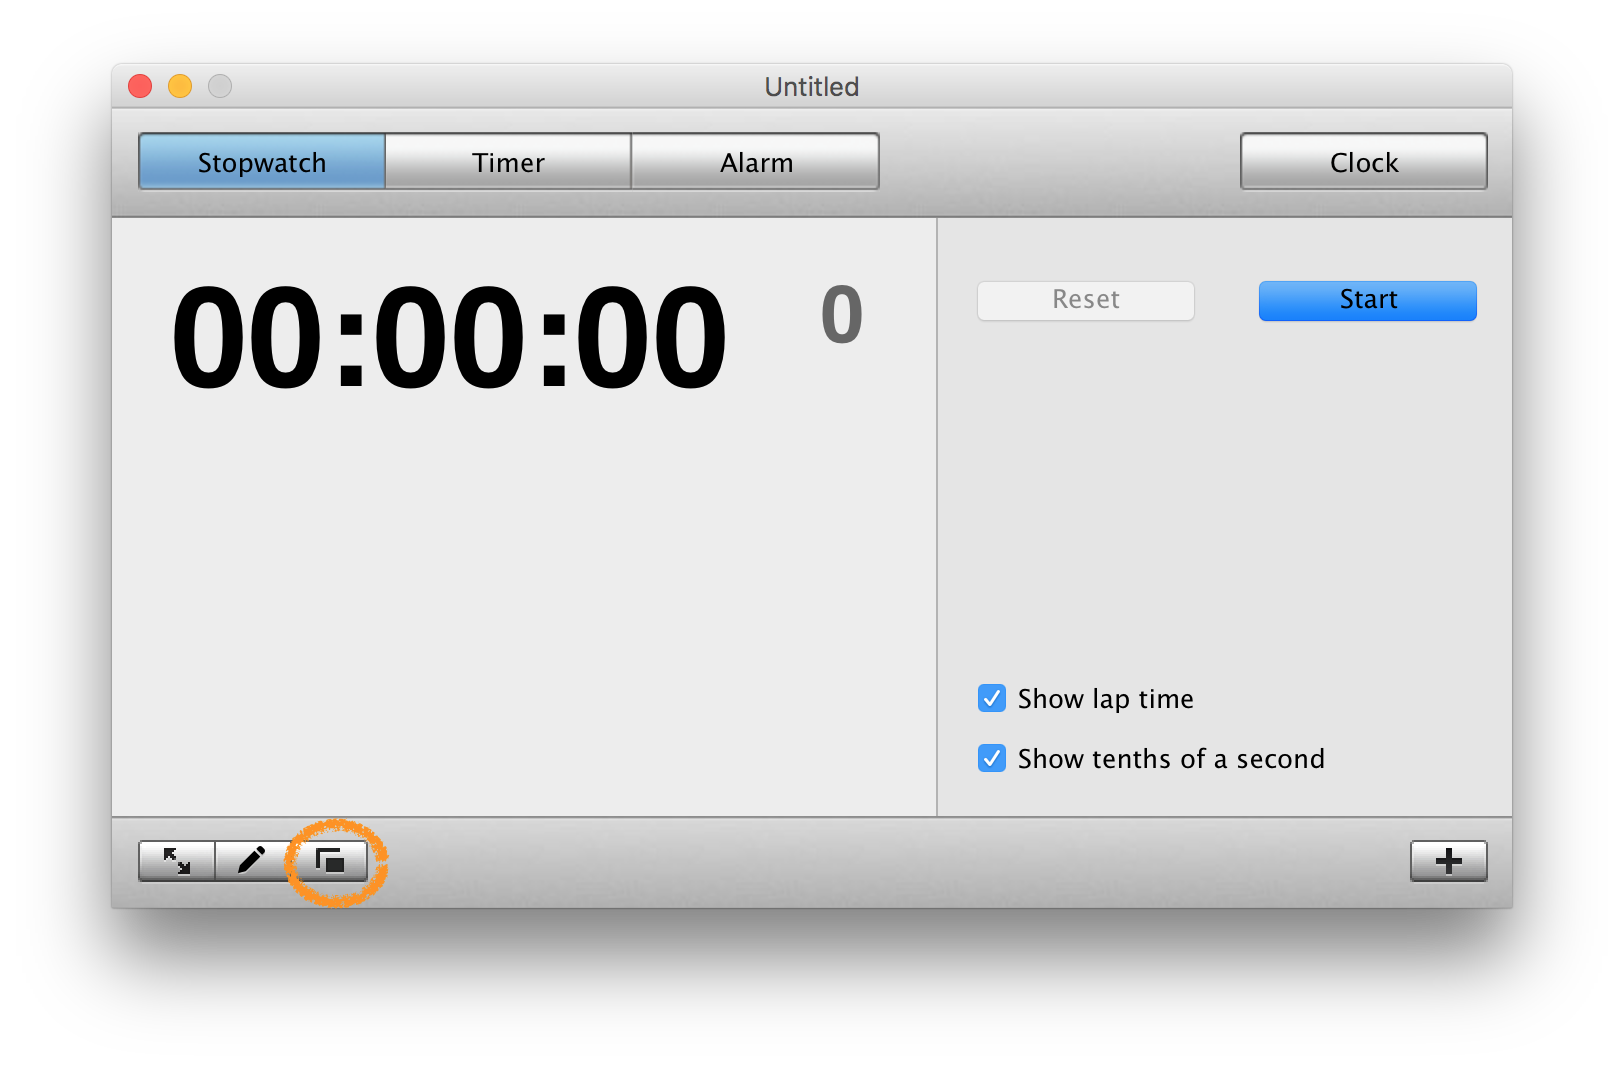 Untitled
Stopwatch Timer Alarm Clock
00:00:00 0
Reset Start
Show lap time
Show tenths of a second